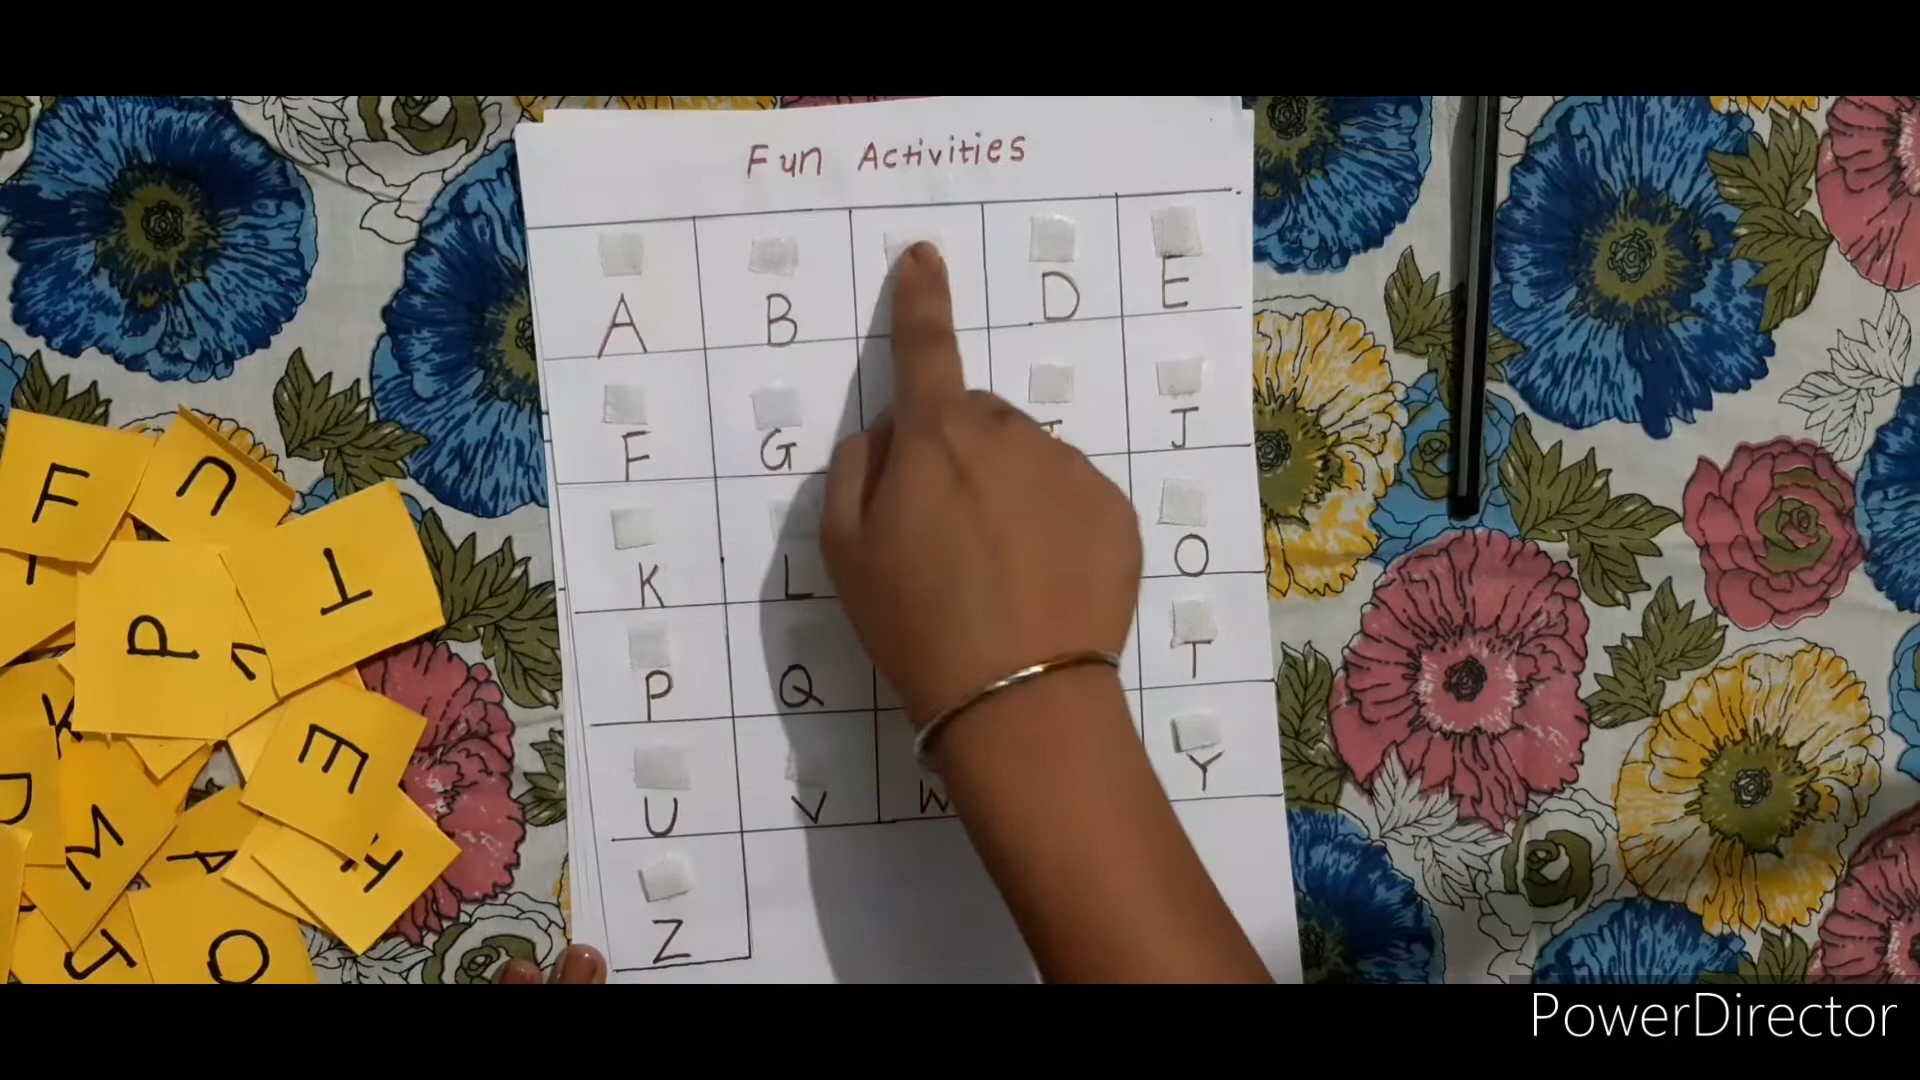 Fun Activities
A B D E
F G J
K L O
P Q T
U V W Y
Z
F
U
T
P
V
K
E
M
A
I
J
O
PowerDirector